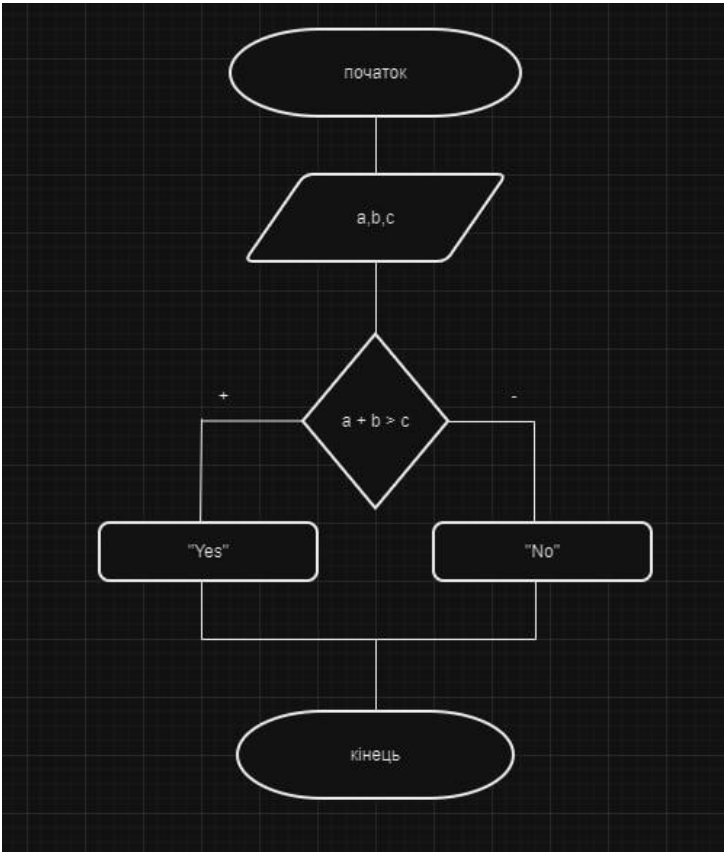 початок
a,b,c
+
-
a + b > c
"Yes"
"No"
кінець